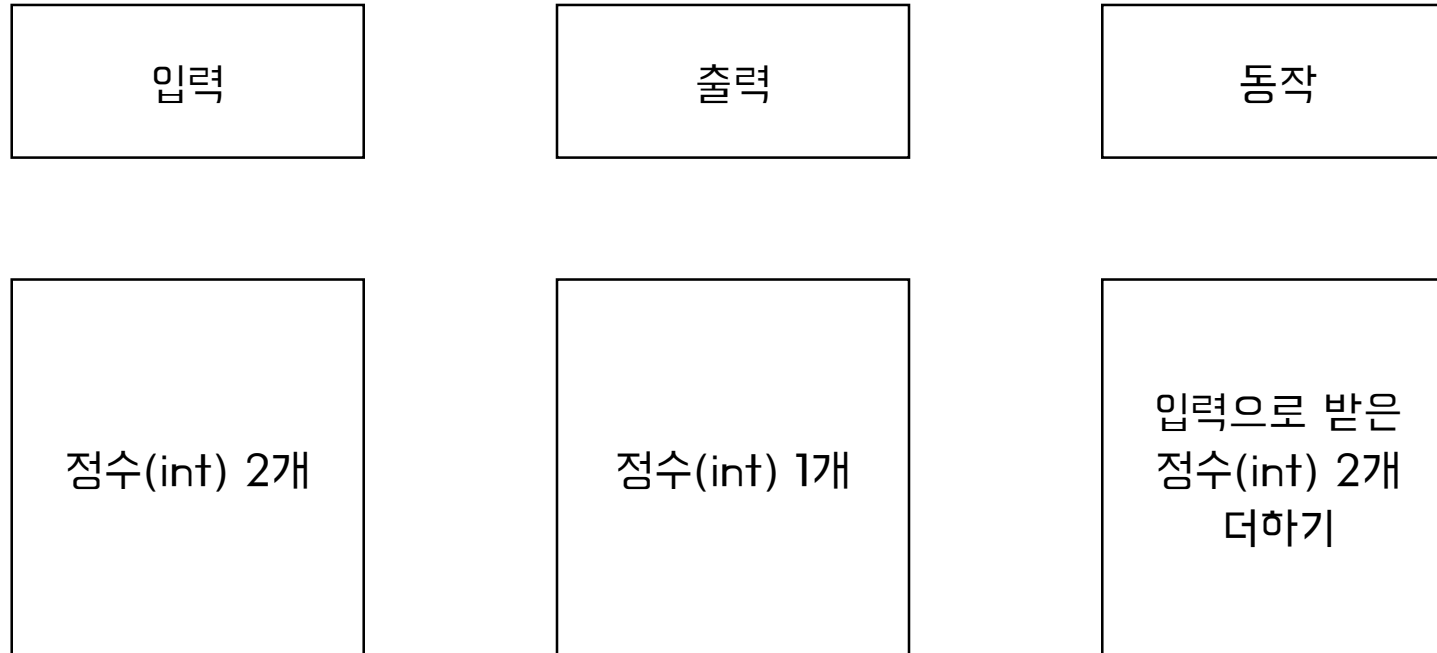 입력
출력
동작
정수(int) 2개
정수(int) 1개
입력으로 받은
정수(int) 2개
더하기